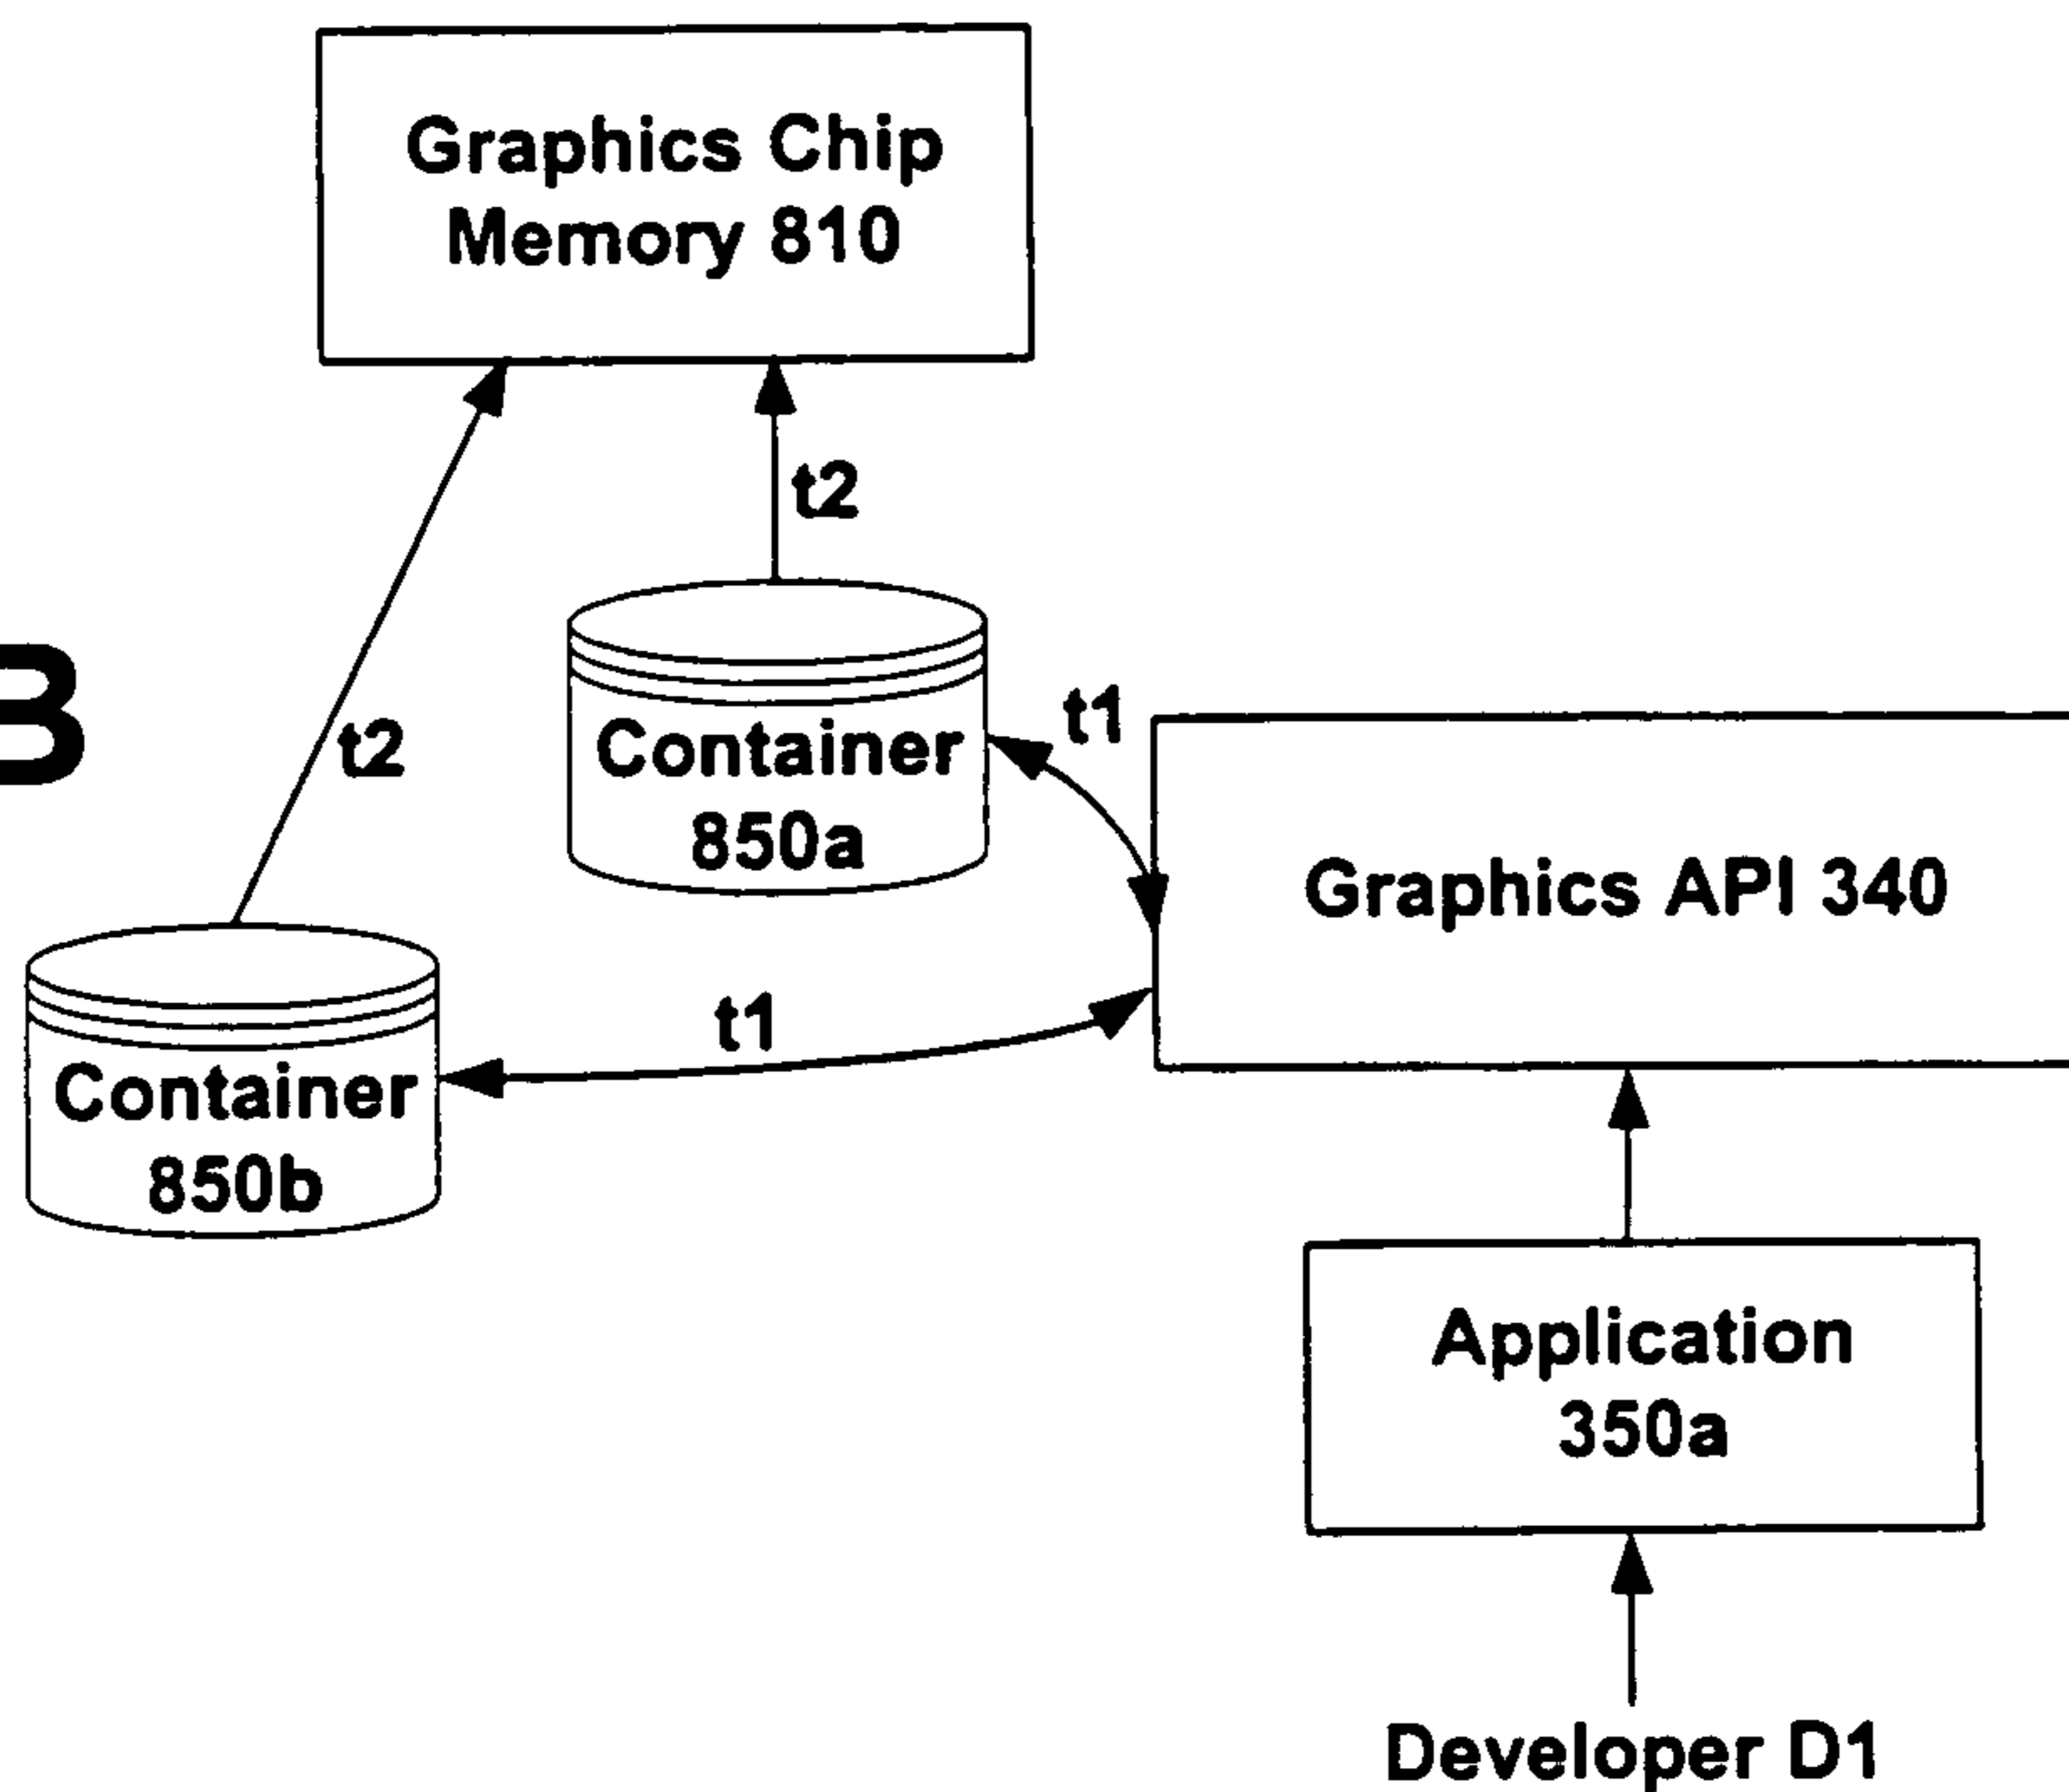 Graphics Chip
Memory 810
t2
t2
B
Container
850a
t1
Graphics API 340
t1
Container
850b
Application
350a
Developer D1